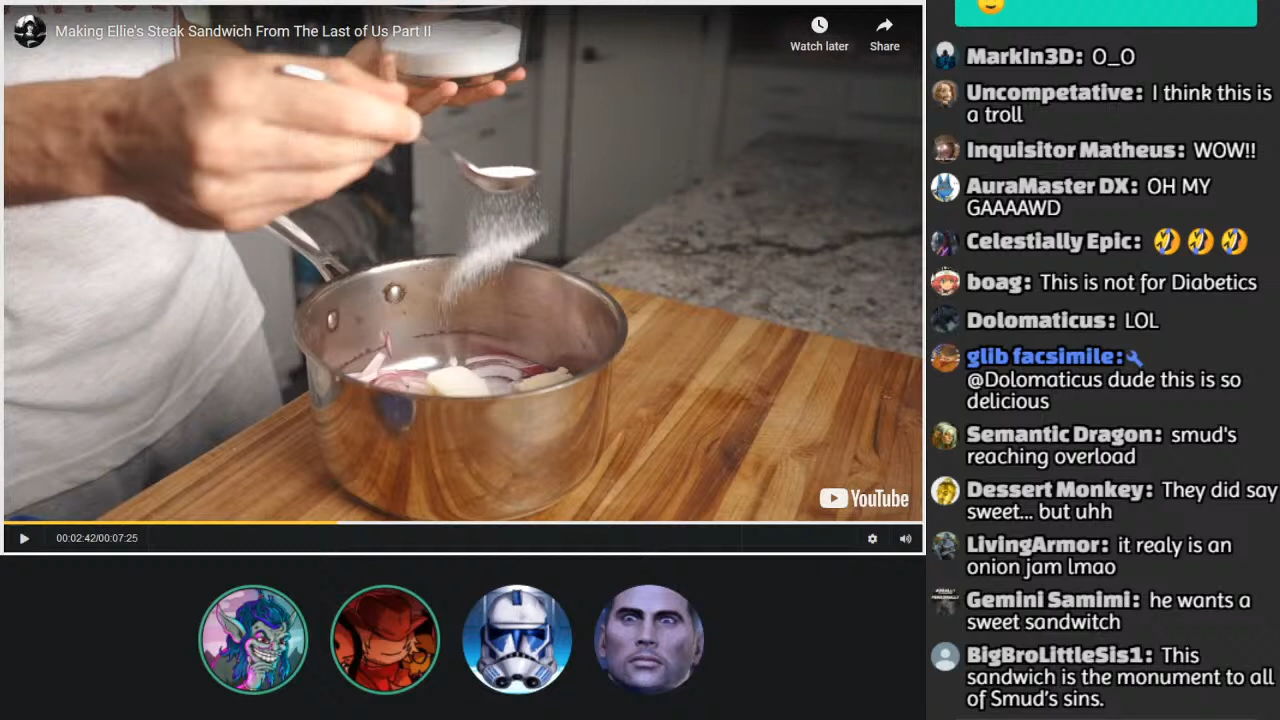 Making Ellie's Steak Sandwich From The Last of Us Part II
Watch later
Share
YouTube
00:02:42/00:07:25
MarkIn3D: O_O
Uncompetative: I think this is
a troll
Inquisitor Matheus: WOW!!
AuraMaster DX: OH MY
GAAAAWD
Celestially Epic: 🤣 🤣 🤣
boag: This is not for Diabetics
Dolomaticus: LOL
glib facsimile:
@Dolomaticus dude this is so
delicious
Semantic Dragon: smud's
reaching overload
Dessert Monkey: They did say
sweet... but uhh
LivingArmor: it realy is an
onion jam lmao
Gemini Samimi: he wants a
sweet sandwitch
BigBroLittleSis1: This
sandwich is the monument to all
of Smud's sins.